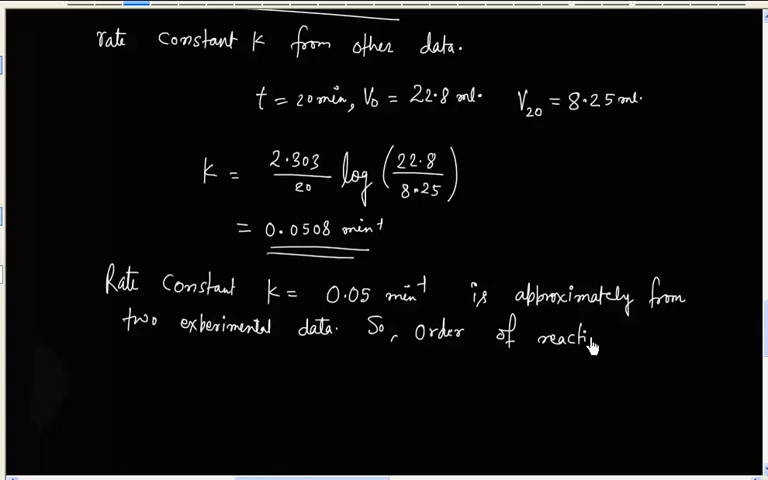 rate constant K from other data.
t = 20 min, V0 = 22.8 ml. V20 = 8.25 ml.
K = 2.303/20 log (22.8/8.25)
= 0.0508 min⁻¹
Rate Constant K = 0.05 min⁻¹ is approximately from
two experimental data. So, Order of reacti